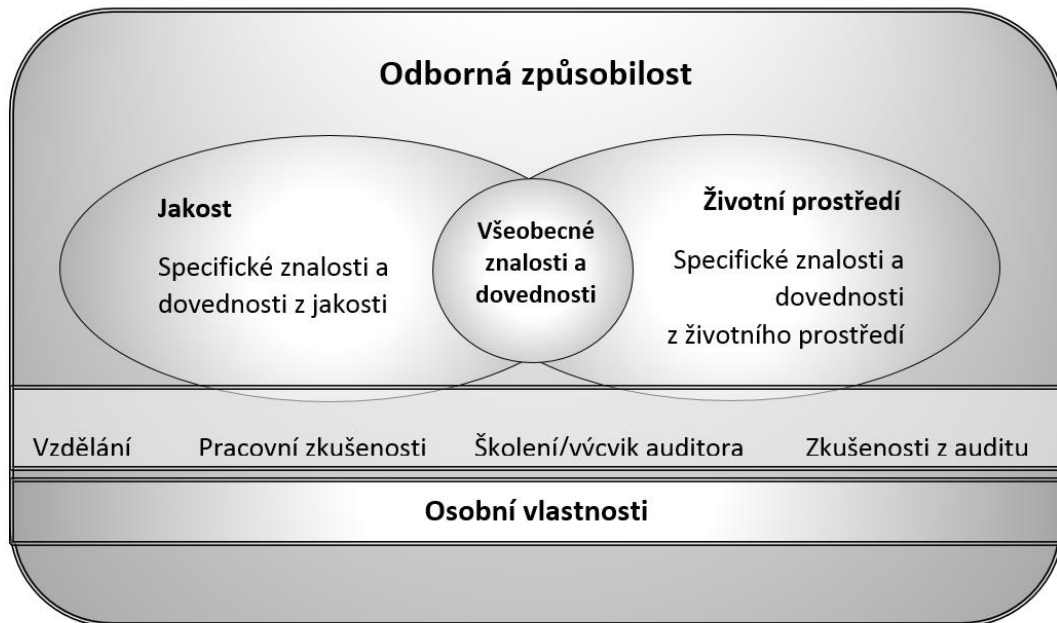 Odborná způsobilost
Jakost
Specifické znalosti a
dovednosti z jakosti
Všeobecné
znalosti a
dovednosti
Životní prostředí
Specifické znalosti a
dovednosti
z životního prostředí
Vzdělání Pracovní zkušenosti Školení/výcvik auditora Zkušenosti z auditu
Osobní vlastnosti